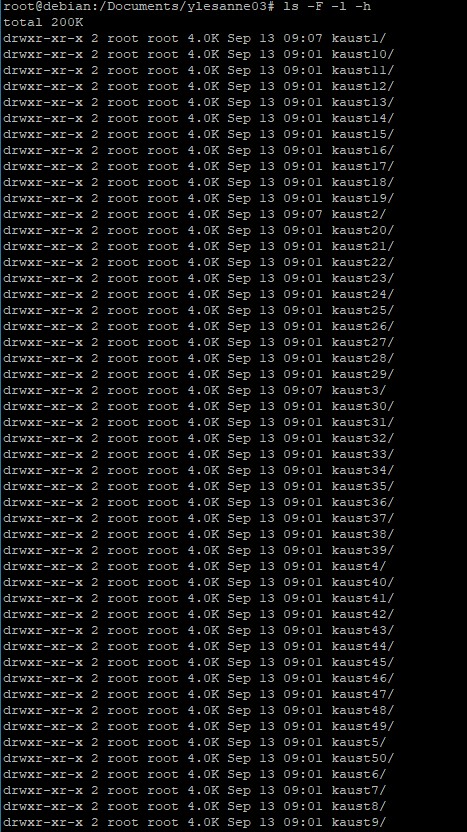 root@debian:/Documents/ylesanne03# ls -F -l -h
total 200K
drwxr-xr-x 2 root root 4.0K Sep 13 09:07 kaust1/
drwxr-xr-x 2 root root 4.0K Sep 13 09:01 kaust10/
drwxr-xr-x 2 root root 4.0K Sep 13 09:01 kaust11/
drwxr-xr-x 2 root root 4.0K Sep 13 09:01 kaust12/
drwxr-xr-x 2 root root 4.0K Sep 13 09:01 kaust13/
drwxr-xr-x 2 root root 4.0K Sep 13 09:01 kaust14/
drwxr-xr-x 2 root root 4.0K Sep 13 09:01 kaust15/
drwxr-xr-x 2 root root 4.0K Sep 13 09:01 kaust16/
drwxr-xr-x 2 root root 4.0K Sep 13 09:01 kaust17/
drwxr-xr-x 2 root root 4.0K Sep 13 09:01 kaust18/
drwxr-xr-x 2 root root 4.0K Sep 13 09:01 kaust19/
drwxr-xr-x 2 root root 4.0K Sep 13 09:07 kaust2/
drwxr-xr-x 2 root root 4.0K Sep 13 09:01 kaust20/
drwxr-xr-x 2 root root 4.0K Sep 13 09:01 kaust21/
drwxr-xr-x 2 root root 4.0K Sep 13 09:01 kaust22/
drwxr-xr-x 2 root root 4.0K Sep 13 09:01 kaust23/
drwxr-xr-x 2 root root 4.0K Sep 13 09:01 kaust24/
drwxr-xr-x 2 root root 4.0K Sep 13 09:01 kaust25/
drwxr-xr-x 2 root root 4.0K Sep 13 09:01 kaust26/
drwxr-xr-x 2 root root 4.0K Sep 13 09:01 kaust27/
drwxr-xr-x 2 root root 4.0K Sep 13 09:01 kaust28/
drwxr-xr-x 2 root root 4.0K Sep 13 09:01 kaust29/
drwxr-xr-x 2 root root 4.0K Sep 13 09:07 kaust3/
drwxr-xr-x 2 root root 4.0K Sep 13 09:01 kaust30/
drwxr-xr-x 2 root root 4.0K Sep 13 09:01 kaust31/
drwxr-xr-x 2 root root 4.0K Sep 13 09:01 kaust32/
drwxr-xr-x 2 root root 4.0K Sep 13 09:01 kaust33/
drwxr-xr-x 2 root root 4.0K Sep 13 09:01 kaust34/
drwxr-xr-x 2 root root 4.0K Sep 13 09:01 kaust35/
drwxr-xr-x 2 root root 4.0K Sep 13 09:01 kaust36/
drwxr-xr-x 2 root root 4.0K Sep 13 09:01 kaust37/
drwxr-xr-x 2 root root 4.0K Sep 13 09:01 kaust38/
drwxr-xr-x 2 root root 4.0K Sep 13 09:01 kaust39/
drwxr-xr-x 2 root root 4.0K Sep 13 09:01 kaust4/
drwxr-xr-x 2 root root 4.0K Sep 13 09:01 kaust40/
drwxr-xr-x 2 root root 4.0K Sep 13 09:01 kaust41/
drwxr-xr-x 2 root root 4.0K Sep 13 09:01 kaust42/
drwxr-xr-x 2 root root 4.0K Sep 13 09:01 kaust43/
drwxr-xr-x 2 root root 4.0K Sep 13 09:01 kaust44/
drwxr-xr-x 2 root root 4.0K Sep 13 09:01 kaust45/
drwxr-xr-x 2 root root 4.0K Sep 13 09:01 kaust46/
drwxr-xr-x 2 root root 4.0K Sep 13 09:01 kaust47/
drwxr-xr-x 2 root root 4.0K Sep 13 09:01 kaust48/
drwxr-xr-x 2 root root 4.0K Sep 13 09:01 kaust49/
drwxr-xr-x 2 root root 4.0K Sep 13 09:01 kaust5/
drwxr-xr-x 2 root root 4.0K Sep 13 09:01 kaust50/
drwxr-xr-x 2 root root 4.0K Sep 13 09:01 kaust6/
drwxr-xr-x 2 root root 4.0K Sep 13 09:01 kaust7/
drwxr-xr-x 2 root root 4.0K Sep 13 09:01 kaust8/
drwxr-xr-x 2 root root 4.0K Sep 13 09:01 kaust9/